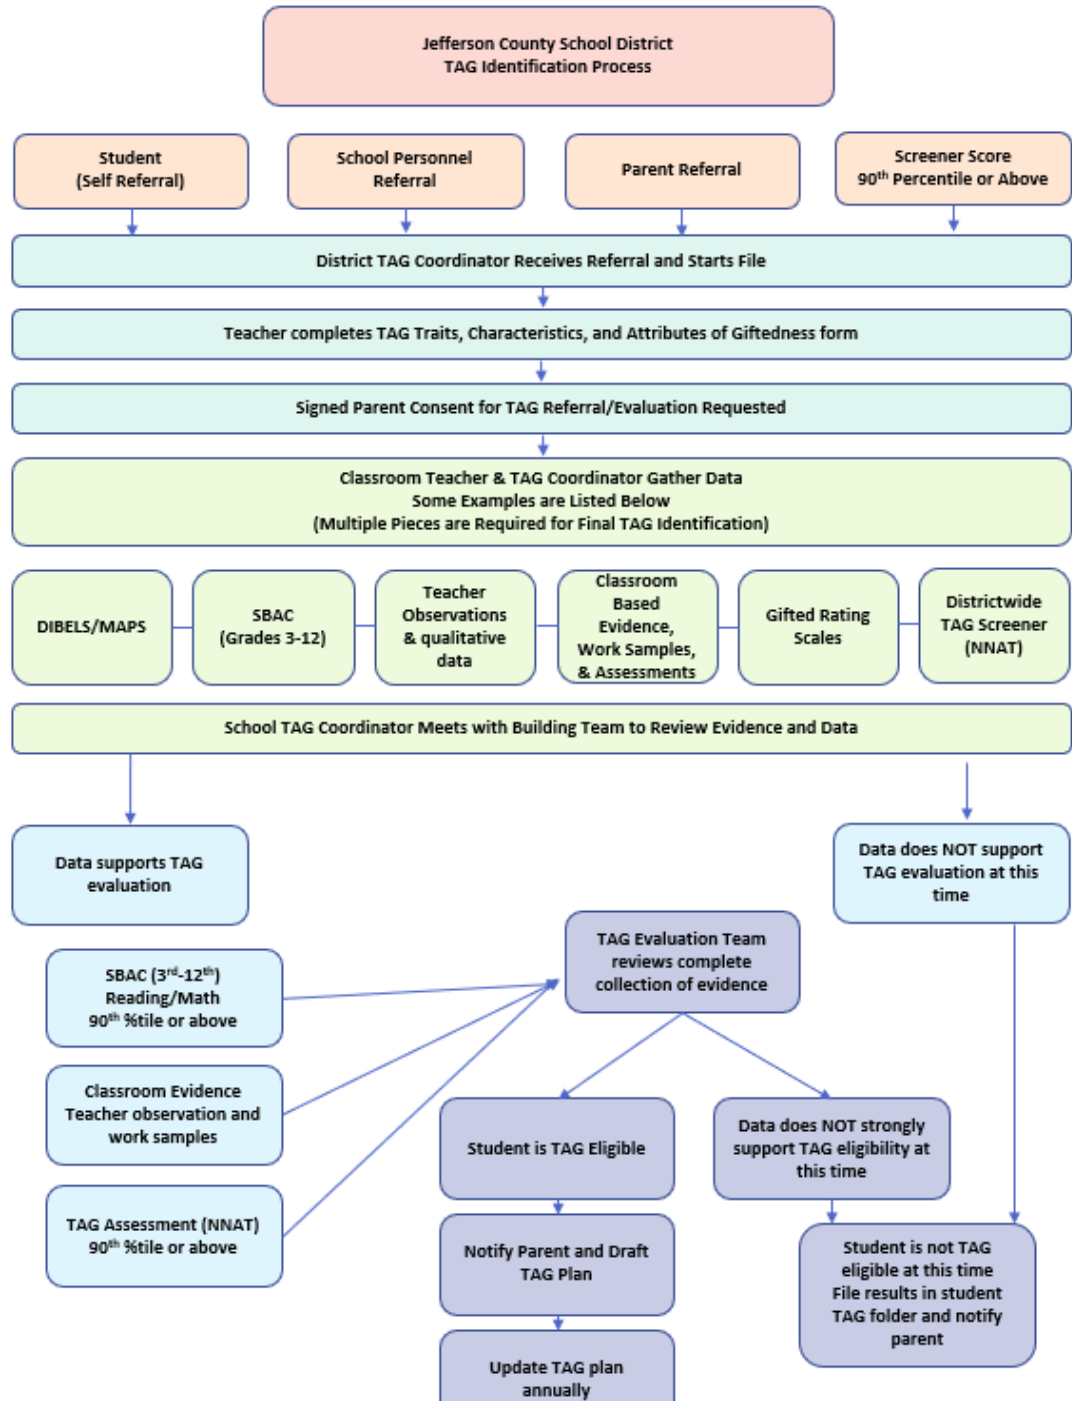 Jefferson County School District
TAG Identification Process
Student
(Self Referral)
School Personnel
Referral
Parent Referral
Screener Score
90th Percentile or Above
District TAG Coordinator Receives Referral and Starts File
Teacher completes TAG Traits, Characteristics, and Attributes of Giftedness form
Signed Parent Consent for TAG Referral/Evaluation Requested
Classroom Teacher & TAG Coordinator Gather Data
Some Examples are Listed Below
(Multiple Pieces are Required for Final TAG Identification)
DIBELS/MAPS
SBAC
(Grades 3-12)
Teacher
Observations
& qualitative
data
Classroom
Based
Evidence,
Work Samples,
& Assessments
Gifted Rating
Scales
Districtwide
TAG Screener
(NNAT)
School TAG Coordinator Meets with Building Team to Review Evidence and Data
Data supports TAG
evaluation
Data does NOT support
TAG evaluation at this
time
SBAC (3rd-12th)
Reading/Math
90th %tile or above
Classroom Evidence
Teacher observation and
work samples
TAG Assessment (NNAT)
90th %tile or above
TAG Evaluation Team
reviews complete
collection of evidence
Student is TAG Eligible
Data does NOT strongly
support TAG eligibility at
this time
Notify Parent and Draft
TAG Plan
Student is not TAG
eligible at this time
File results in student
TAG folder and notify
parent
Update TAG plan
annually